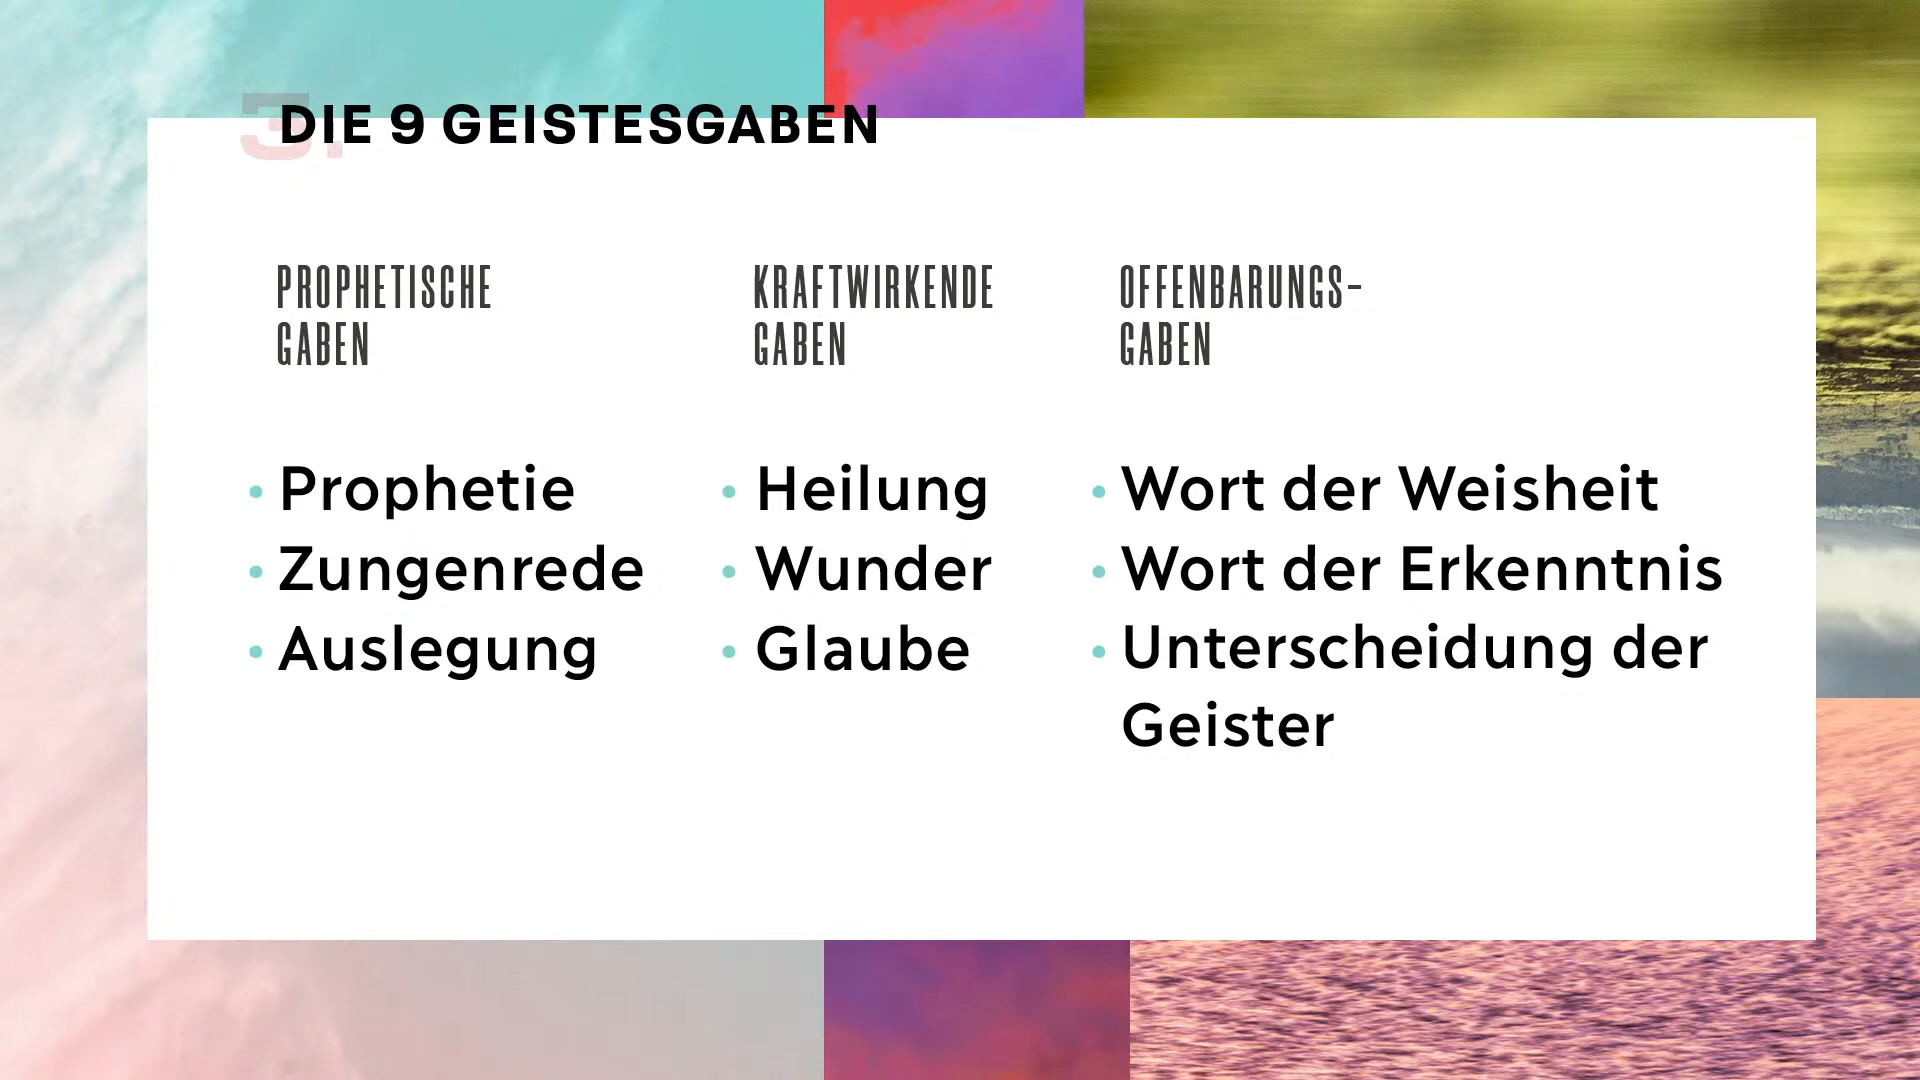 3.
DIE 9 GEISTESGABEN
PROPHETISCHE
GABEN
Prophetie
Zungenrede
Auslegung
KRAFTWIRKENDE
GABEN
Heilung
Wunder
Glaube
OFFENBARUNGS-
GABEN
Wort der Weisheit
Wort der Erkenntnis
Unterscheidung der
Geister